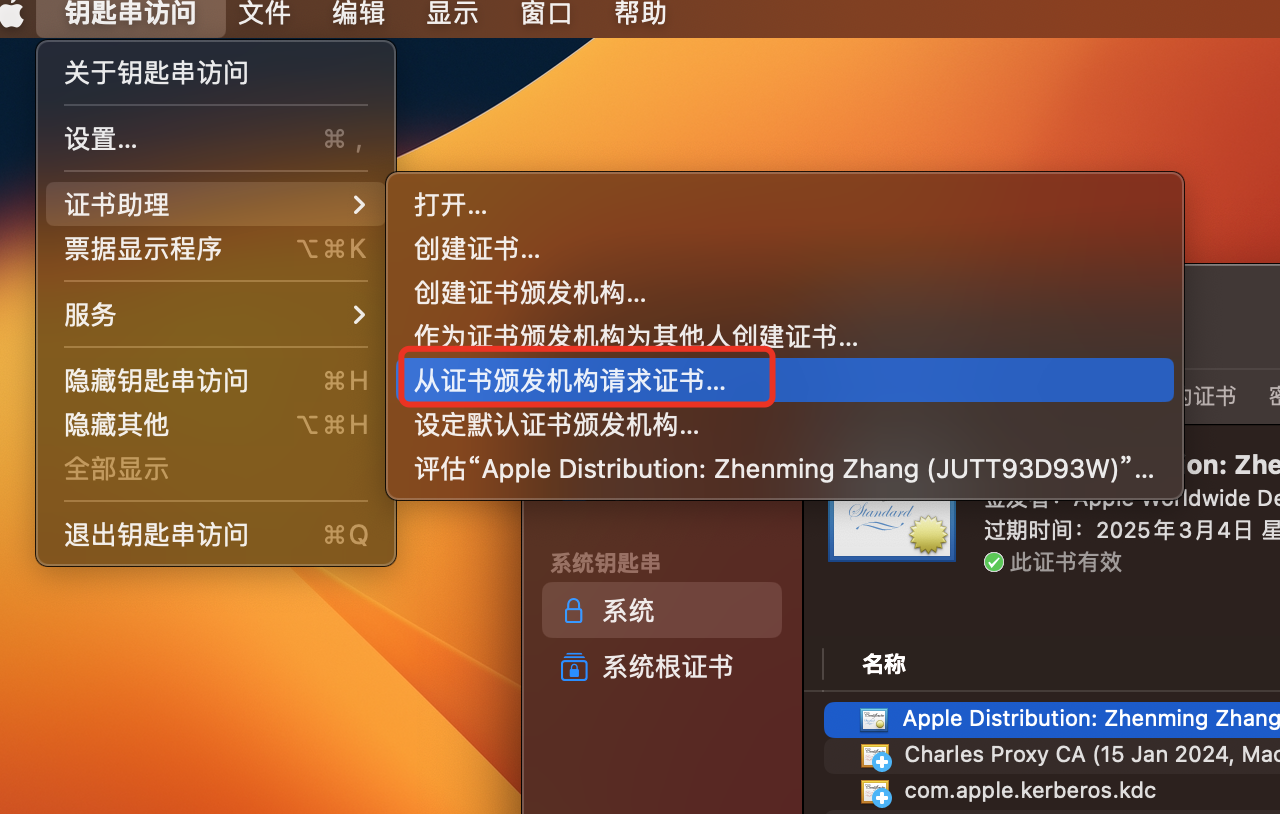 钥匙串访问 文件 编辑 显示 窗口 帮助
关于钥匙串访问
设置... ⌘ ,
证书助理
票据显示程序 ⌥⌘K
服务
隐藏钥匙串访问 ⌘H
隐藏其他 ⌥⌘H
全部显示
退出钥匙串访问 ⌘Q
打开...
创建证书...
创建证书颁发机构...
作为证书颁发机构为其他人创建证书...
从证书颁发机构请求证书...
设定默认证书颁发机构...
评估“Apple Distribution: Zhenming Zhang (JUTT93D93W)”...
的证书
on: Zhe
签发者：Apple Worldwide De
过期时间：2025年3月4日 星
此证书有效
Standard
系统钥匙串
系统
系统根证书
名称
Apple Distribution: Zhenming Zhang
Charles Proxy CA (15 Jan 2024, Mac
com.apple.kerberos.kdc